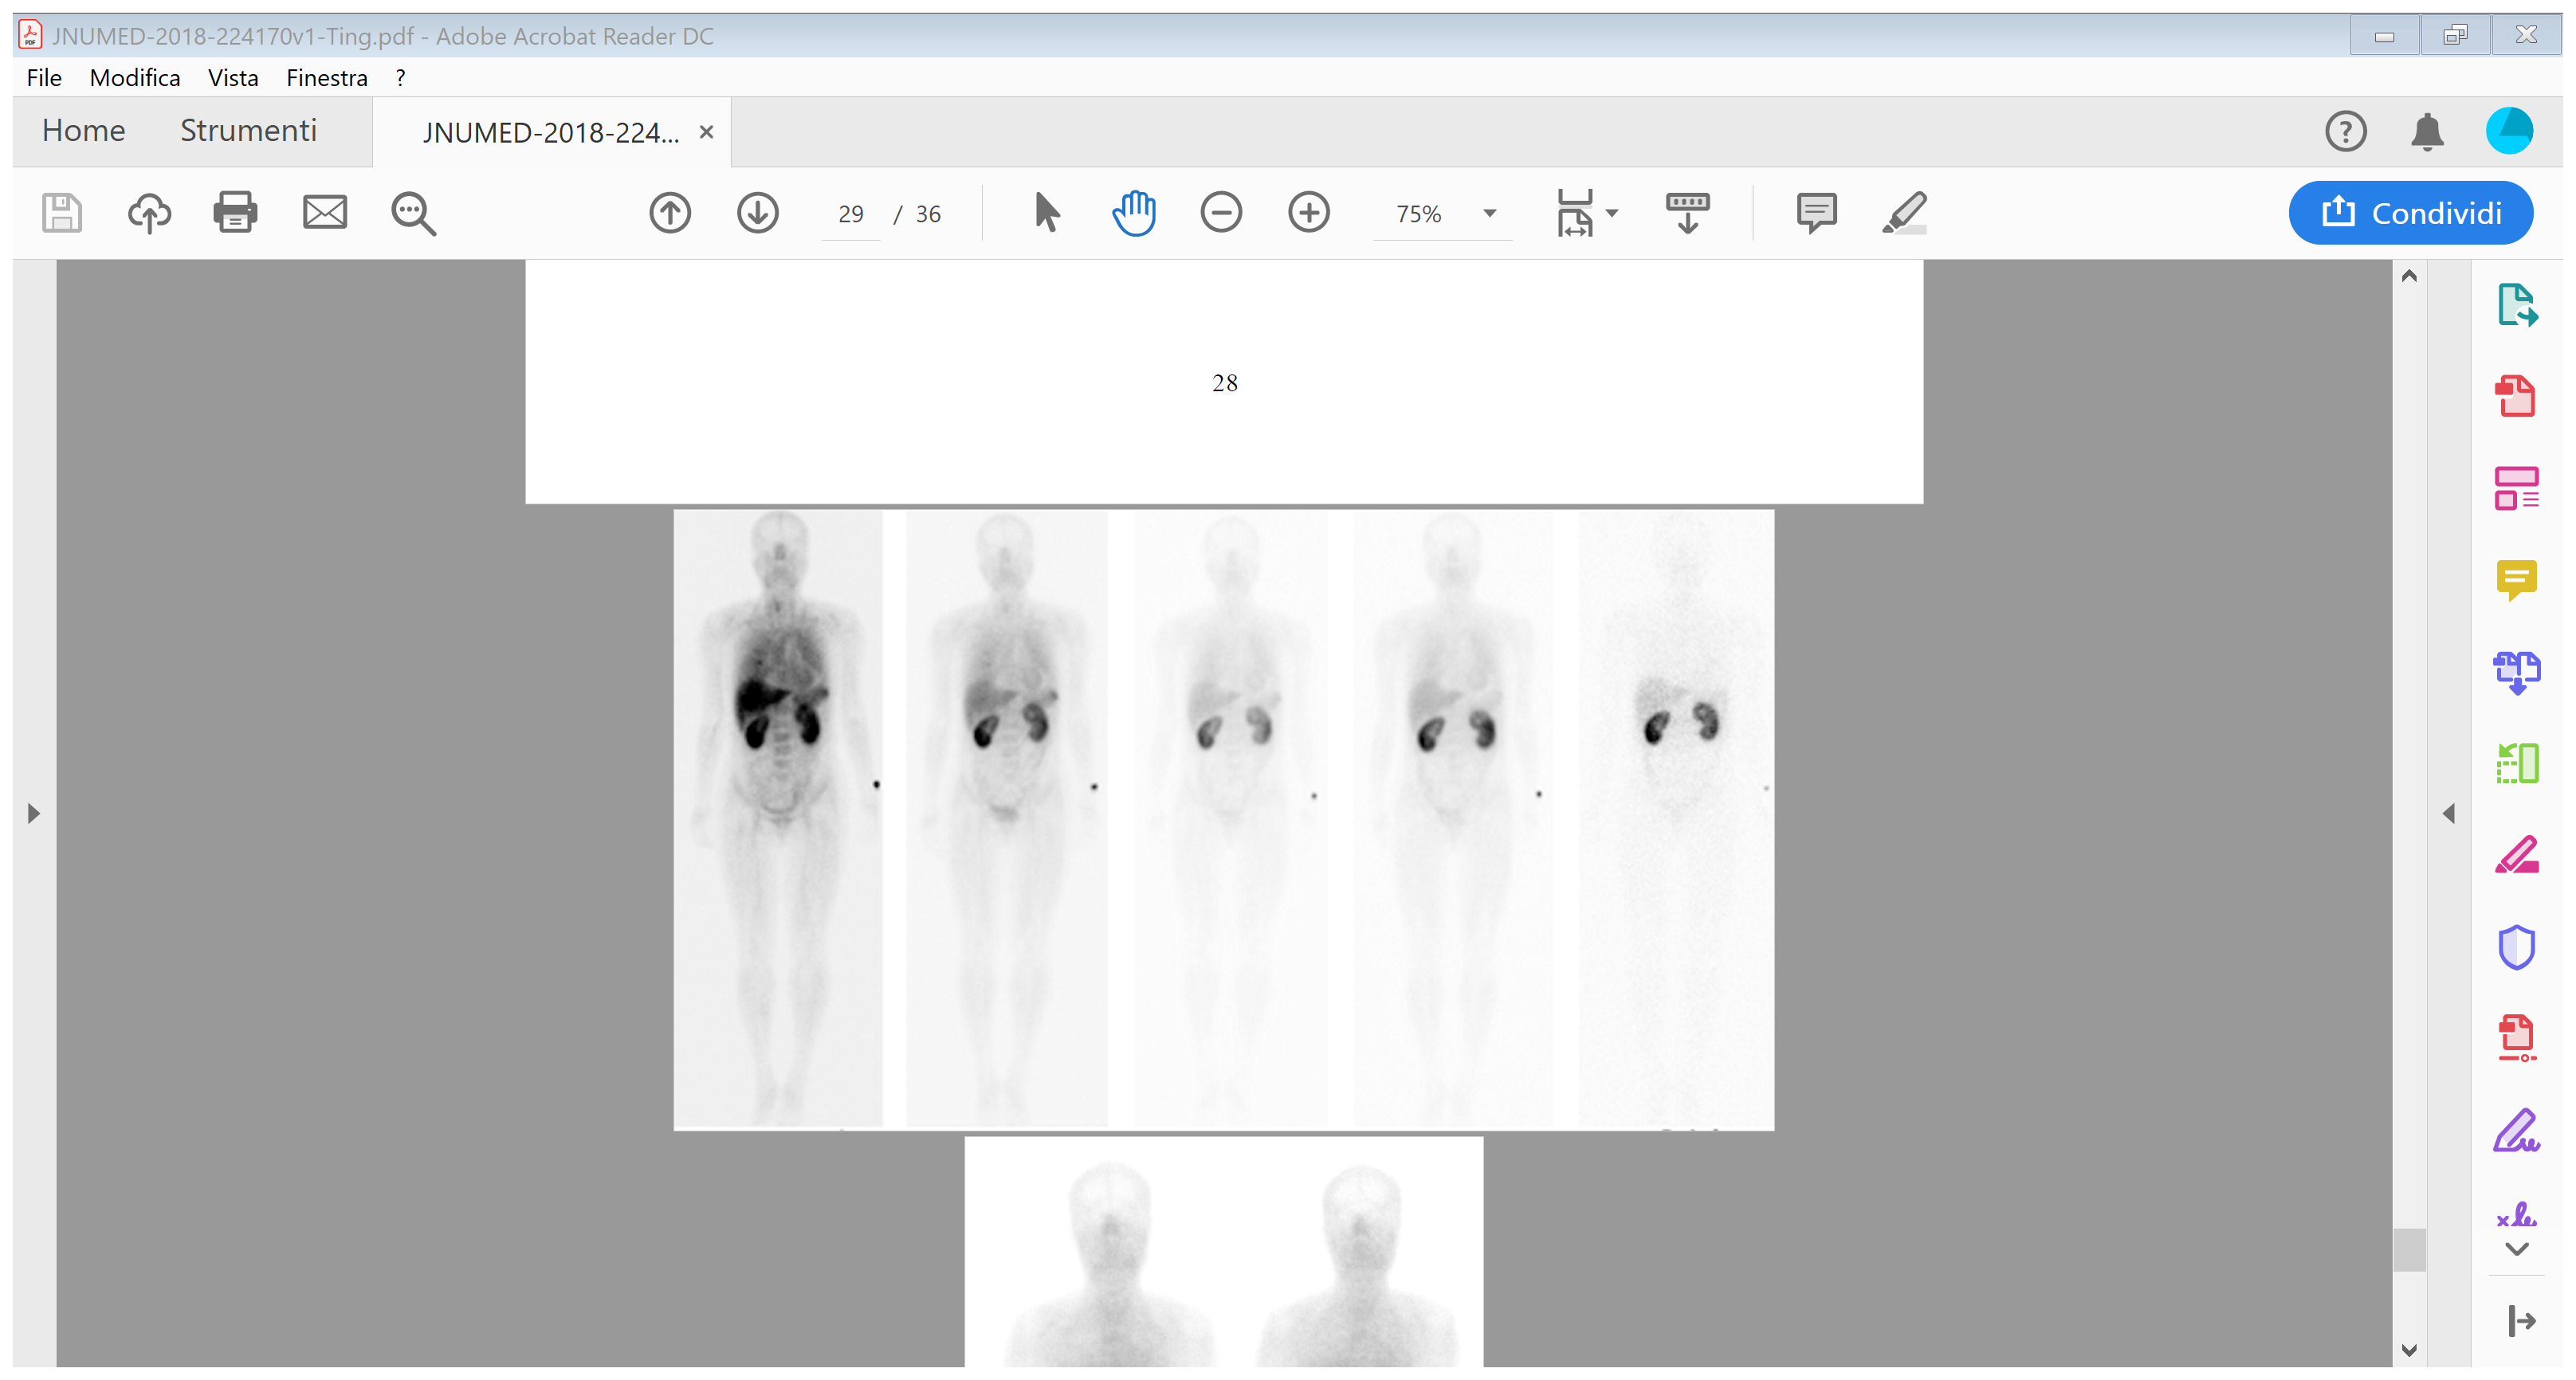 JNUMED-2018-224170v1-Ting.pdf - Adobe Acrobat Reader DC
File Modifica Vista Finestra ?
Home Strumenti JNUMED-2018-224...
29 / 36 75% Condividi
28